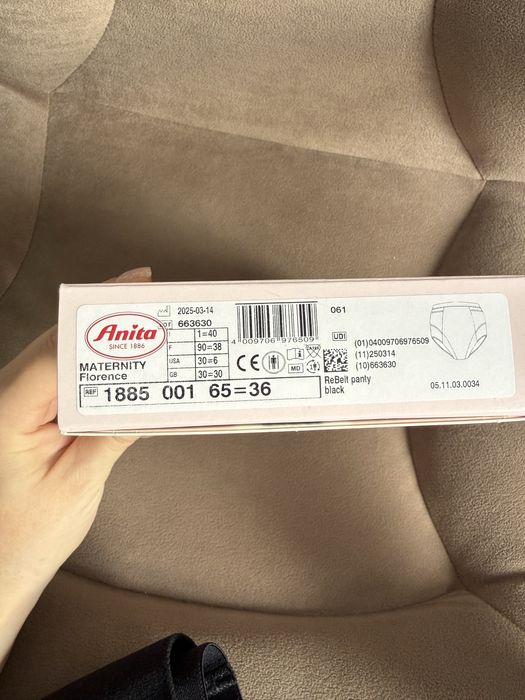 Anita
SINCE 1886
2025-03-14
663630
I 1=40
F 90=38
USA 30=6
GB 30=30
4 009706 976509
061
UDI
(01)04009706976509
(11)250314
(10)663630
CE
MD
MATERNITY
Florence
REF 1885 001 65=36
ReBelt panty
black
05.11.03.0034